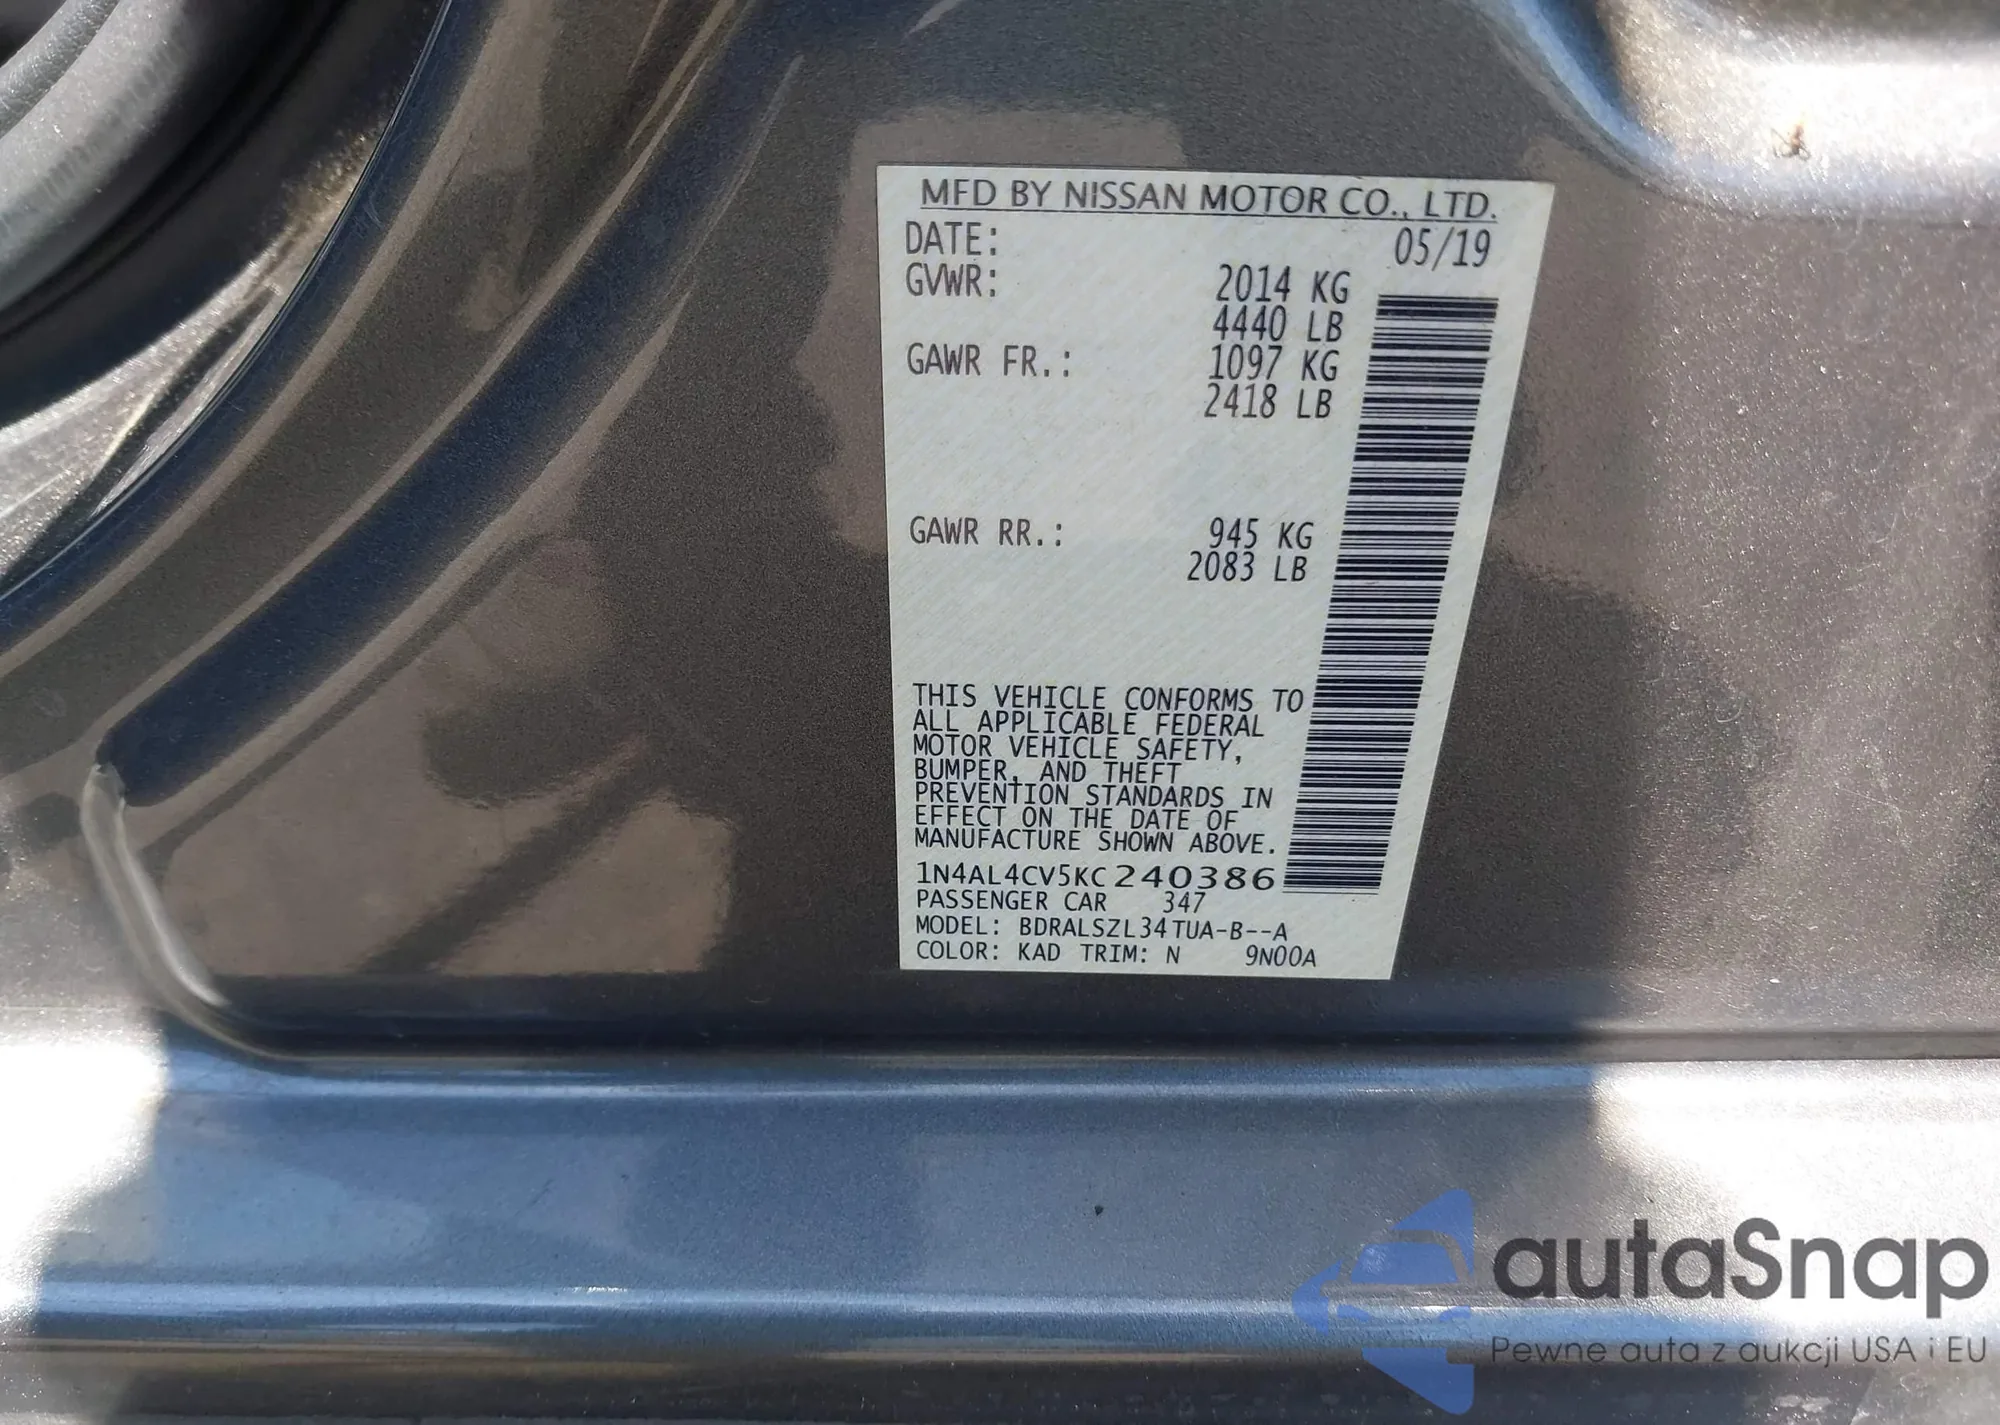 MFD BY NISSAN MOTOR CO., LTD.
DATE: 05/19
GVWR: 2014 KG
4440 LB
GAWR FR.: 1097 KG
2418 LB
GAWR RR.: 945 KG
2083 LB
THIS VEHICLE CONFORMS TO
ALL APPLICABLE FEDERAL
MOTOR VEHICLE SAFETY,
BUMPER, AND THEFT
PREVENTION STANDARDS IN
EFFECT ON THE DATE OF
MANUFACTURE SHOWN ABOVE.
1N4AL4CV5KC240386
PASSENGER CAR 347
MODEL: BDRALSZL34TUA-B--A
COLOR: KAD TRIM: N 9N00A
autaSnap
Pewne auta z aukcji USA i EU